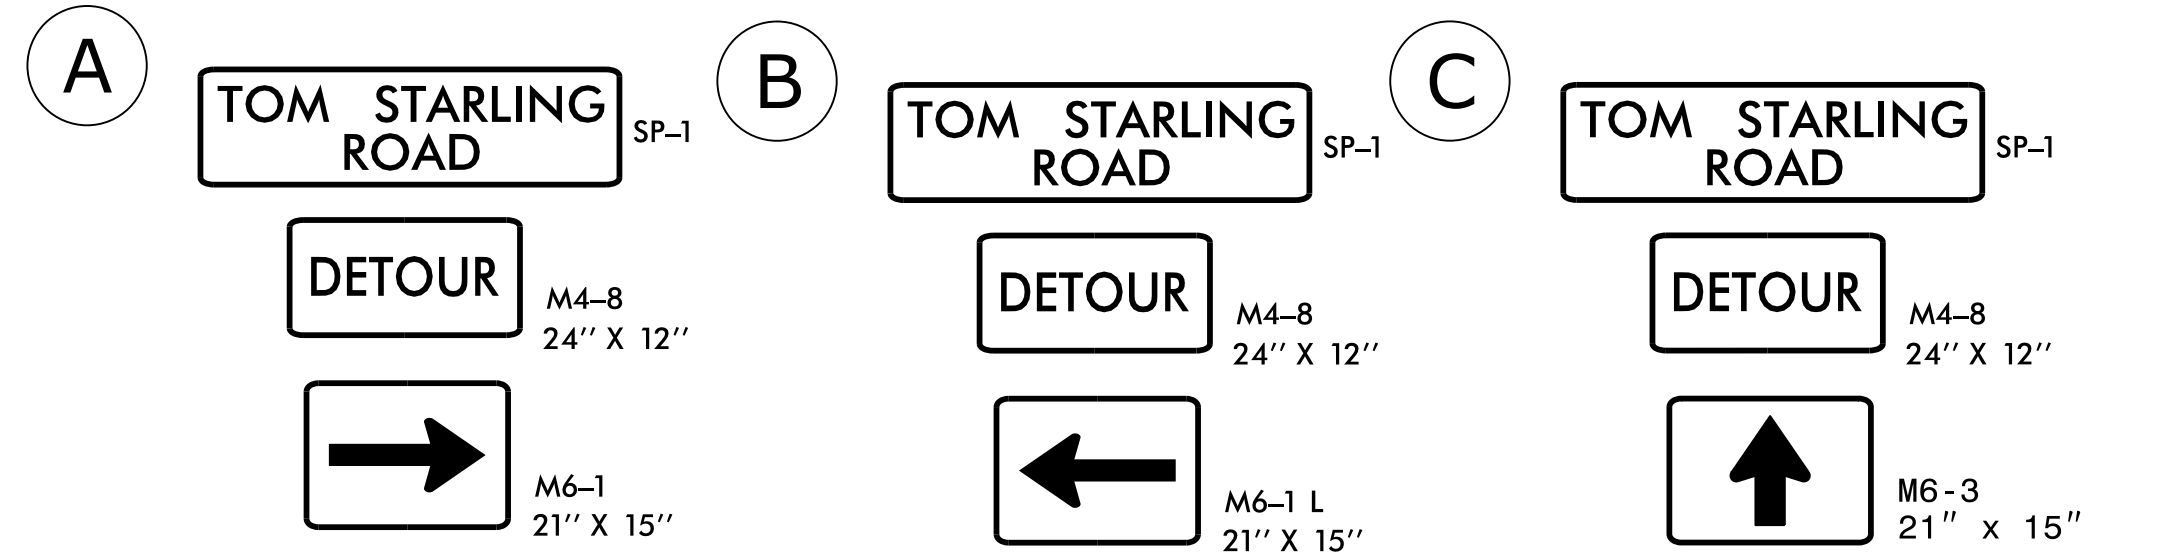 A
TOM STARLING
ROAD
SP-1
DETOUR
M4-8
24'' X 12''
M6-1
21'' X 15''
B
TOM STARLING
ROAD
SP-1
DETOUR
M4-8
24'' X 12''
M6-1 L
21'' X 15''
C
TOM STARLING
ROAD
SP-1
DETOUR
M4-8
24'' X 12''
M6-3
21" x 15"